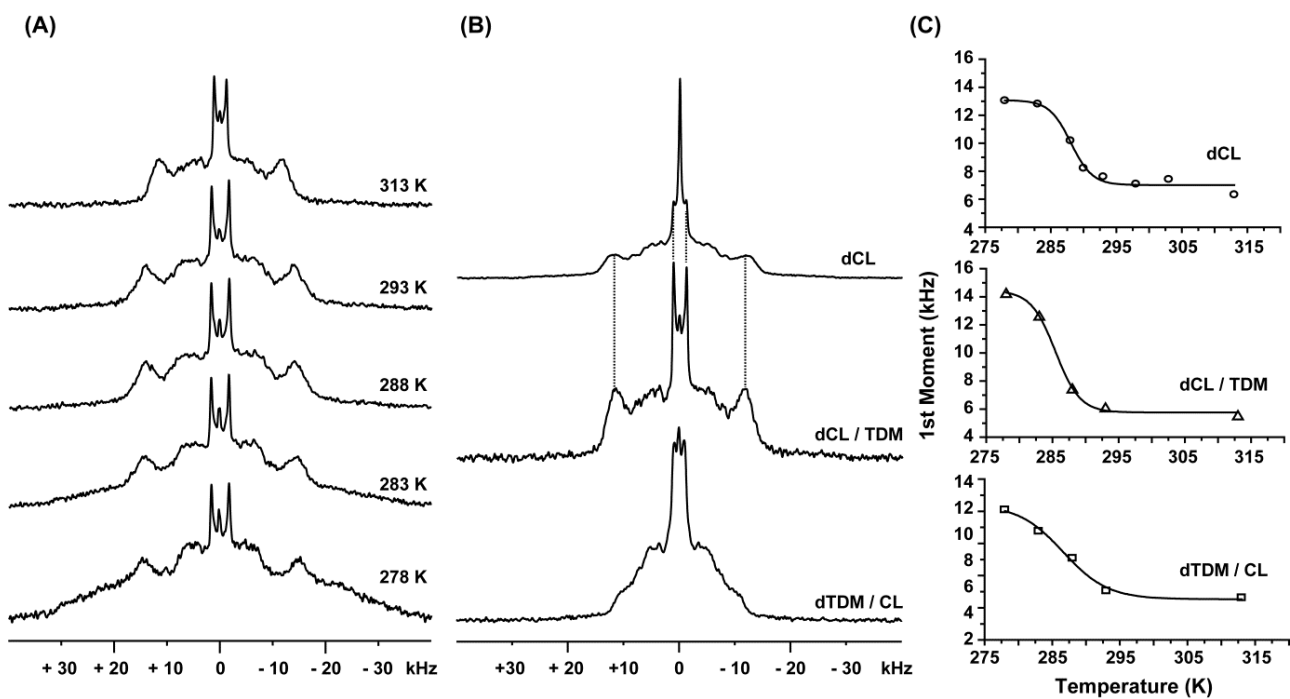 (A)
313 K
293 K
288 K
283 K
278 K
+ 30 + 20 + 10 0 - 10 - 20 - 30 kHz
(B)
dCL
dCL / TDM
dTDM / CL
+30 + 20 +10 0 -10 - 20 - 30 kHz
(C)
1st Moment (kHz)
16
14
12
10
8
6
4
275 285 295 305 315
dCL
14
12
10
8
6
4
275 285 295 305 315
dCL / TDM
14
12
10
8
6
4
2
275 285 295 305 315
dTDM / CL
Temperature (K)